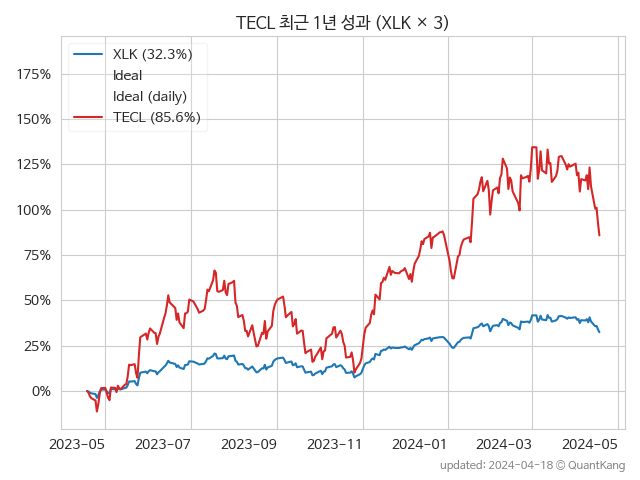 TECL 최근 1년 성과 (XLK × 3)
XLK (32.3%)
Ideal
Ideal (daily)
TECL (85.6%)
175%
150%
125%
100%
75%
50%
25%
0%
2023-05 2023-07 2023-09 2023-11 2024-01 2024-03 2024-05
updated: 2024-04-18 © QuantKang